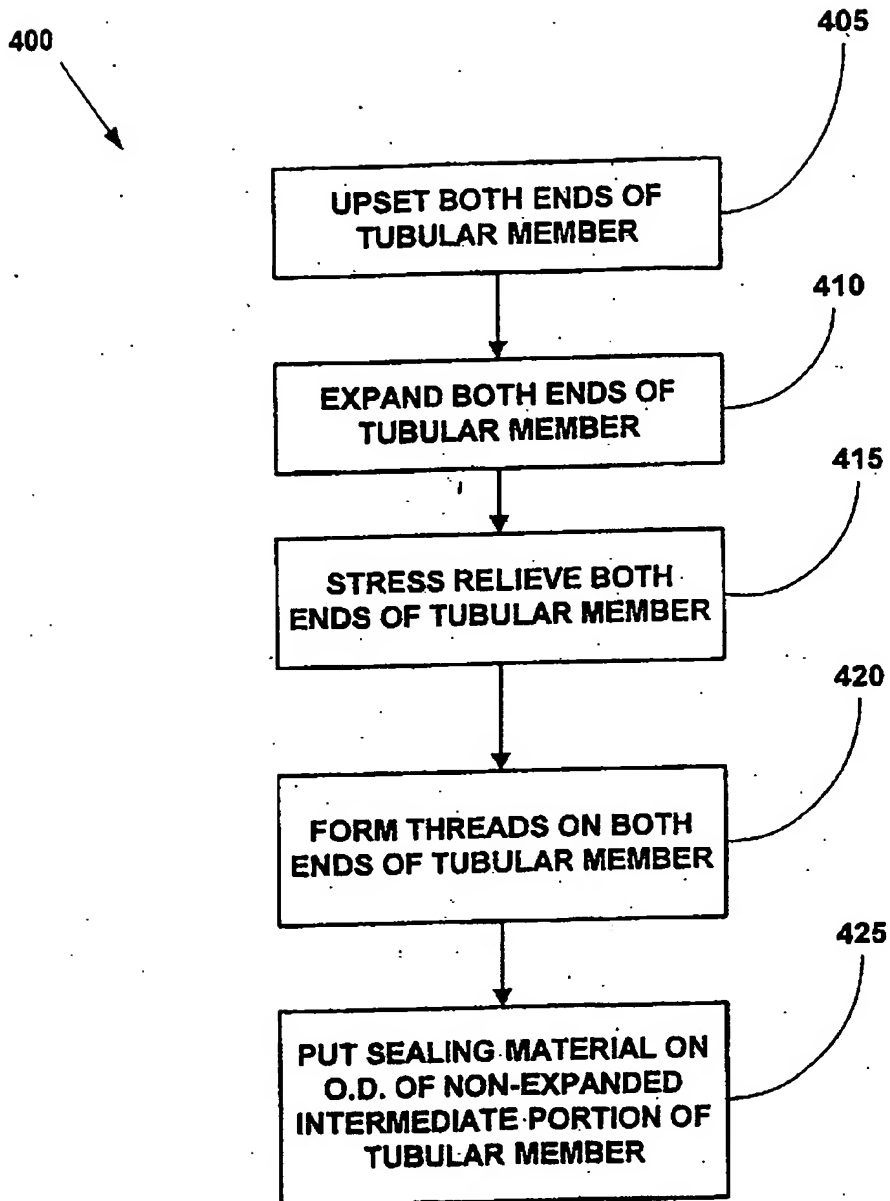 400
405
UPSET BOTH ENDS OF
TUBULAR MEMBER
410
EXPAND BOTH ENDS OF
TUBULAR MEMBER
415
STRESS RELIEVE BOTH
ENDS OF TUBULAR MEMBER
420
FORM THREADS ON BOTH
ENDS OF TUBULAR MEMBER
425
PUT SEALING MATERIAL ON
O.D. OF NON-EXPANDED
INTERMEDIATE PORTION OF
TUBULAR MEMBER